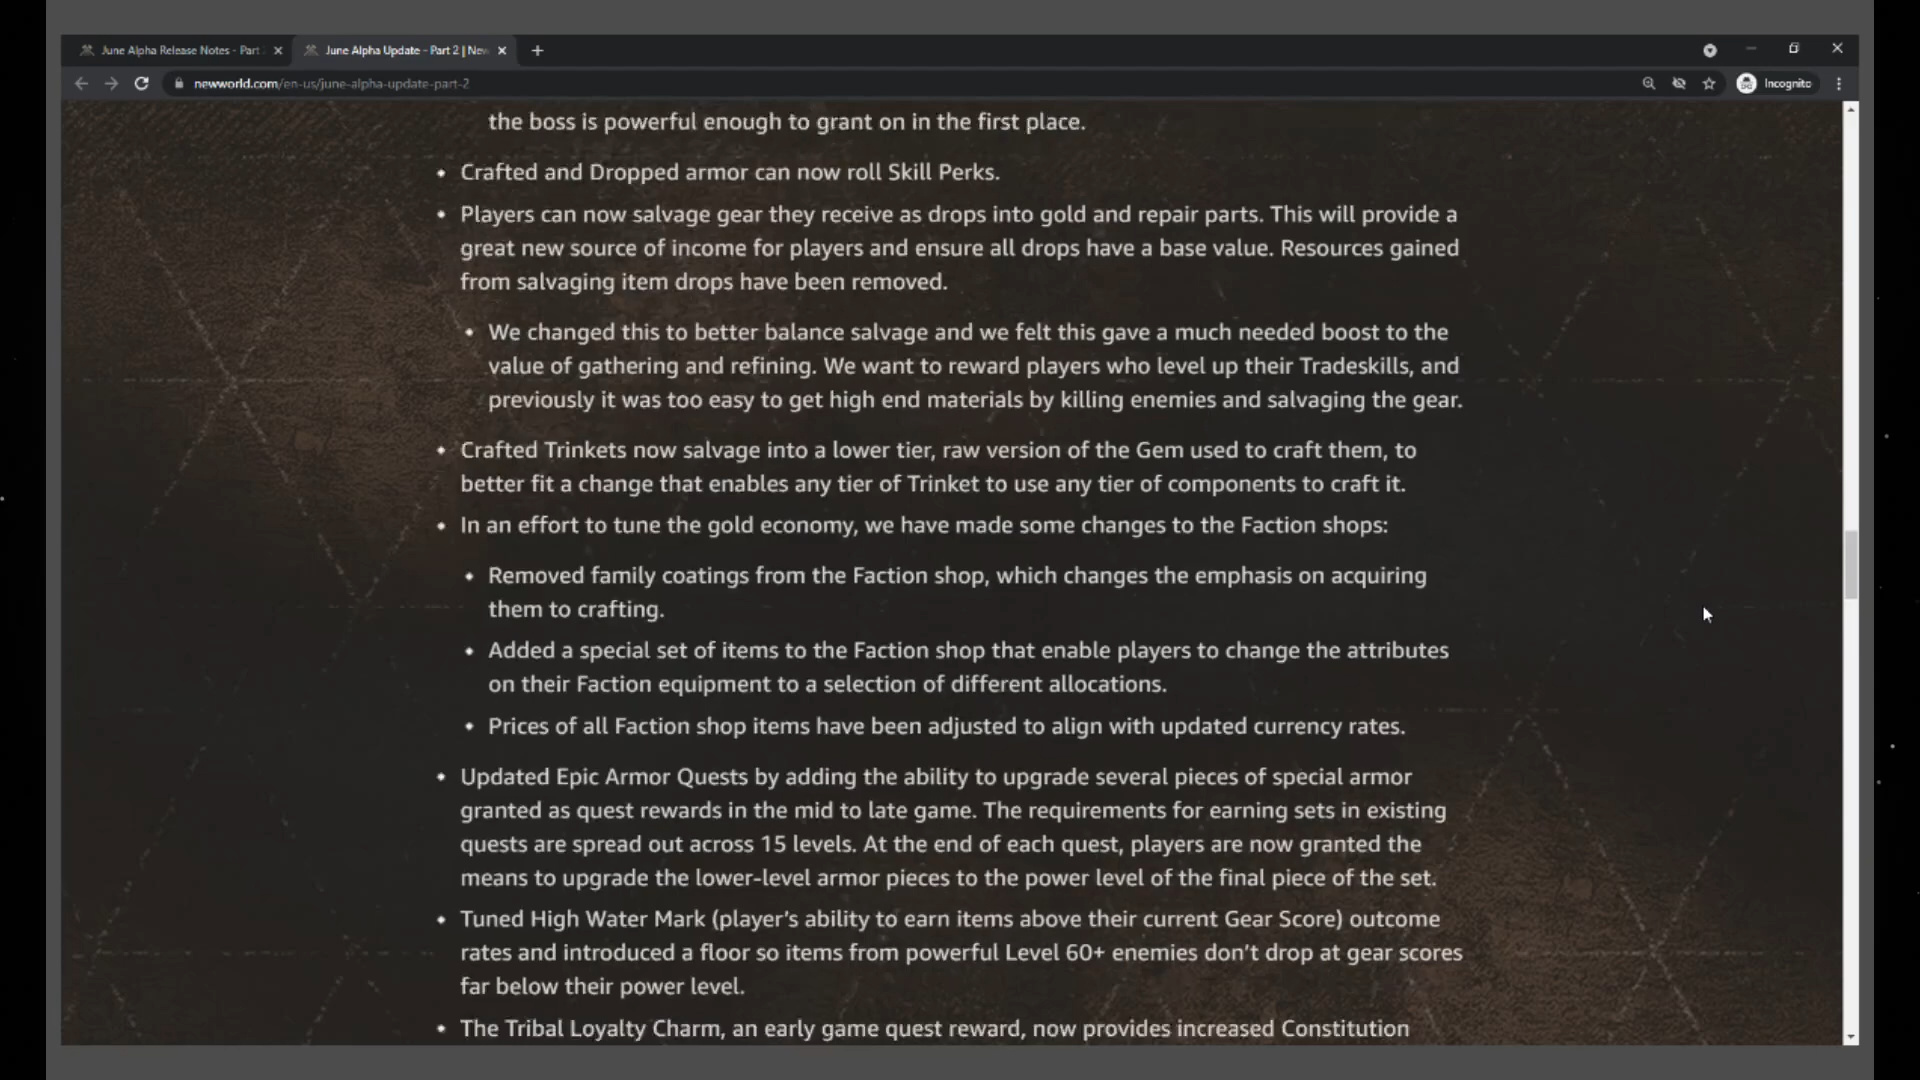 June Alpha Release Notes - Part
June Alpha Update - Part 2 | New
newworld.com/en-us/june-alpha-update-part-2
Incognito
the boss is powerful enough to grant on in the first place.
• Crafted and Dropped armor can now roll Skill Perks.
• Players can now salvage gear they receive as drops into gold and repair parts. This will provide a
great new source of income for players and ensure all drops have a base value. Resources gained
from salvaging item drops have been removed.
• We changed this to better balance salvage and we felt this gave a much needed boost to the
value of gathering and refining. We want to reward players who level up their Tradeskills, and
previously it was too easy to get high end materials by killing enemies and salvaging the gear.
• Crafted Trinkets now salvage into a lower tier, raw version of the Gem used to craft them, to
better fit a change that enables any tier of Trinket to use any tier of components to craft it.
• In an effort to tune the gold economy, we have made some changes to the Faction shops:
• Removed family coatings from the Faction shop, which changes the emphasis on acquiring
them to crafting.
• Added a special set of items to the Faction shop that enable players to change the attributes
on their Faction equipment to a selection of different allocations.
• Prices of all Faction shop items have been adjusted to align with updated currency rates.
• Updated Epic Armor Quests by adding the ability to upgrade several pieces of special armor
granted as quest rewards in the mid to late game. The requirements for earning sets in existing
quests are spread out across 15 levels. At the end of each quest, players are now granted the
means to upgrade the lower-level armor pieces to the power level of the final piece of the set.
• Tuned High Water Mark (player's ability to earn items above their current Gear Score) outcome
rates and introduced a floor so items from powerful Level 60+ enemies don't drop at gear scores
far below their power level.
• The Tribal Loyalty Charm, an early game quest reward, now provides increased Constitution